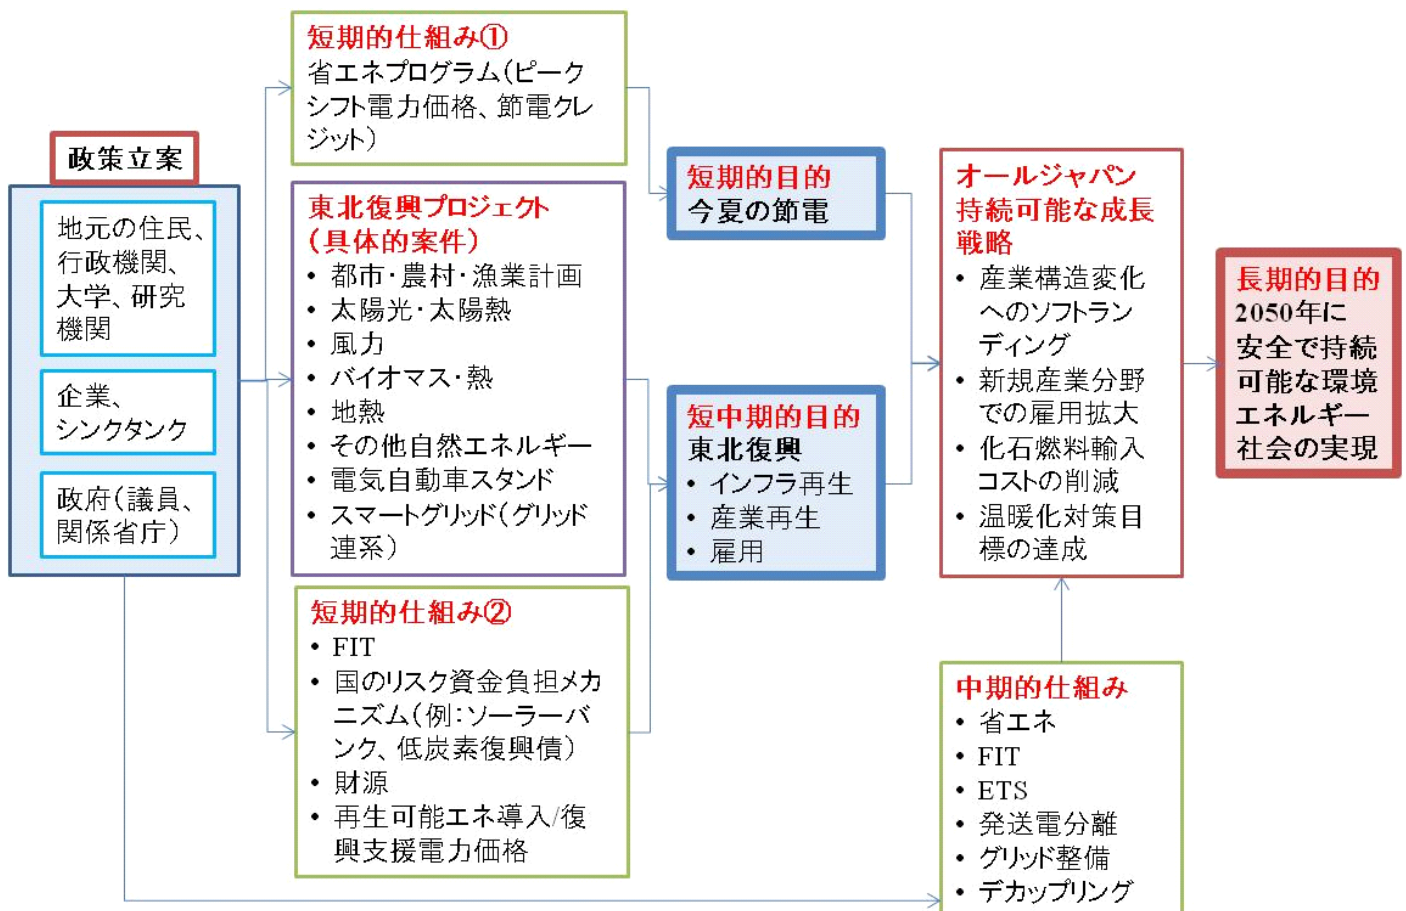 政策立案
地元の住民、
行政機関、
大学、研究
機関
企業、
シンクタンク
政府（議員、
関係省庁）
短期的仕組み①
省エネプログラム（ピーク
シフト電力価格、節電クレ
ジット）
東北復興プロジェクト
（具体的案件）
• 都市・農村・漁業計画
• 太陽光・太陽熱
• 風力
• バイオマス・熱
• 地熱
• その他自然エネルギー
• 電気自動車スタンド
• スマートグリッド（グリッド
連系）
短期的仕組み②
• FIT
• 国のリスク資金負担メカ
ニズム（例：ソーラーバ
ンク、低炭素復興債）
• 財源
• 再生可能エネ導入/復
興支援電力価格
短期的目的
今夏の節電
短中期的目的
東北復興
• インフラ再生
• 産業再生
• 雇用
オールジャパン
持続可能な成長
戦略
• 産業構造変化
へのソフトラン
ディング
• 新規産業分野
での雇用拡大
• 化石燃料輸入
コストの削減
• 温暖化対策目
標の達成
中期的仕組み
• 省エネ
• FIT
• ETS
• 発送電分離
• グリッド整備
• デカップリング
長期的目的
2050年に
安全で持続
可能な環境
エネルギー
社会の実現